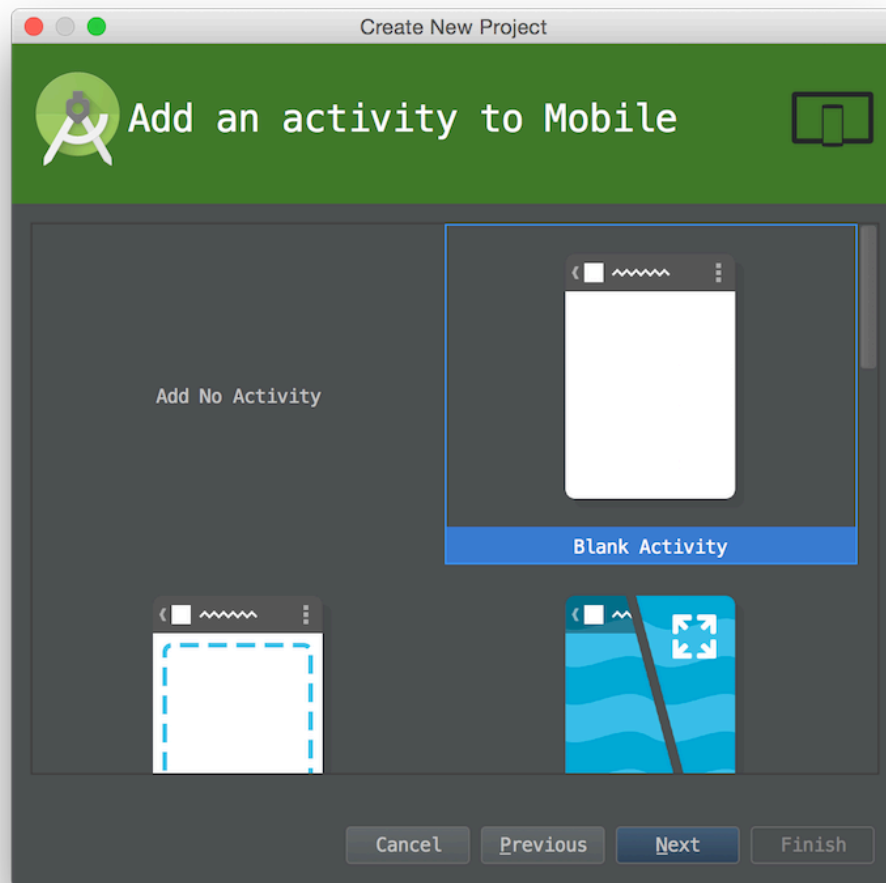 Create New Project
Add an activity to Mobile
Add No Activity
Blank Activity
Cancel
Previous
Next
Finish